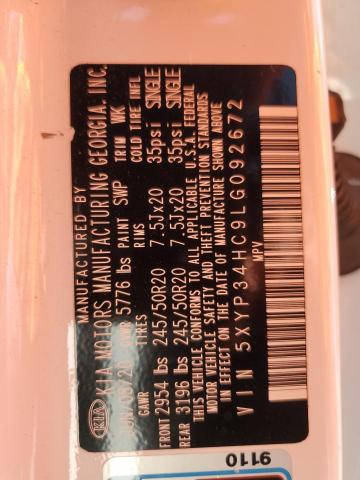 MANUFACTURED BY
KIA KIA MOTORS MANUFACTURING GEORGIA, INC.
GVWR 5776 lbs PAINT SWP TRIM WK
GAWR TIRES RIMS COLD TIRE INFL
FRONT 2954 lbs 245/50R20 7.5Jx20 35psi SINGLE
REAR 3196 lbs 245/50R20 7.5Jx20 35psi SINGLE
THIS VEHICLE CONFORMS TO ALL APPLICABLE U.S.A. FEDERAL
MOTOR VEHICLE SAFETY AND THEFT PREVENTION STANDARDS
IN EFFECT ON THE DATE OF MANUFACTURE SHOWN ABOVE
VIN 5XYP34HC9LG092672
MPV
9110